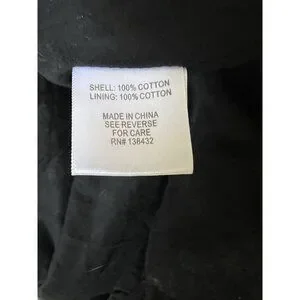 SHELL: 100% COTTON
LINING: 100% COTTON
MADE IN CHINA
SEE REVERSE
FOR CARE
RN# 138432